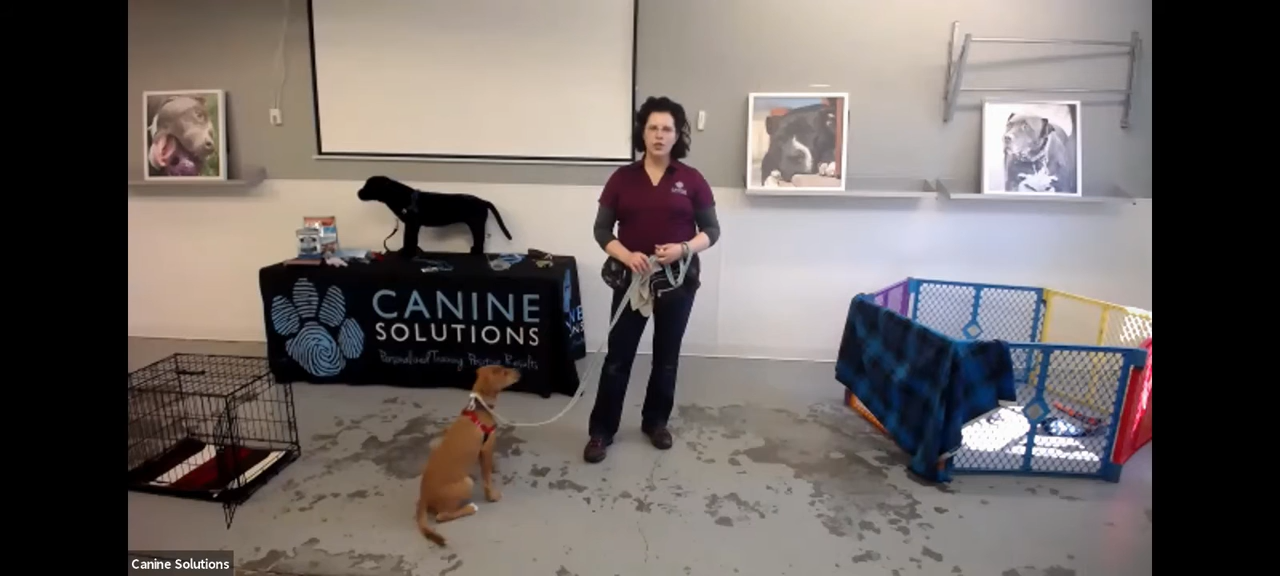 CANINE
SOLUTIONS
Personalized Training Positive Results
Canine Solutions